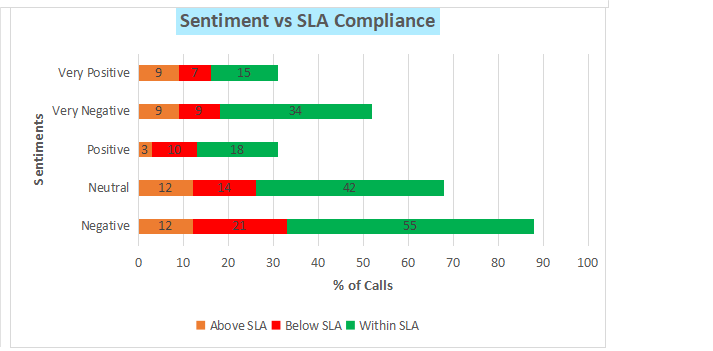 Sentiment vs SLA Compliance
Very Positive 9 7 15
Very Negative 9 9 34
Positive 3 10 18
Neutral 12 14 42
Negative 12 21 55
0 10 20 30 40 50 60 70 80 90 100
% of Calls
Sentiments
Above SLA Below SLA Within SLA